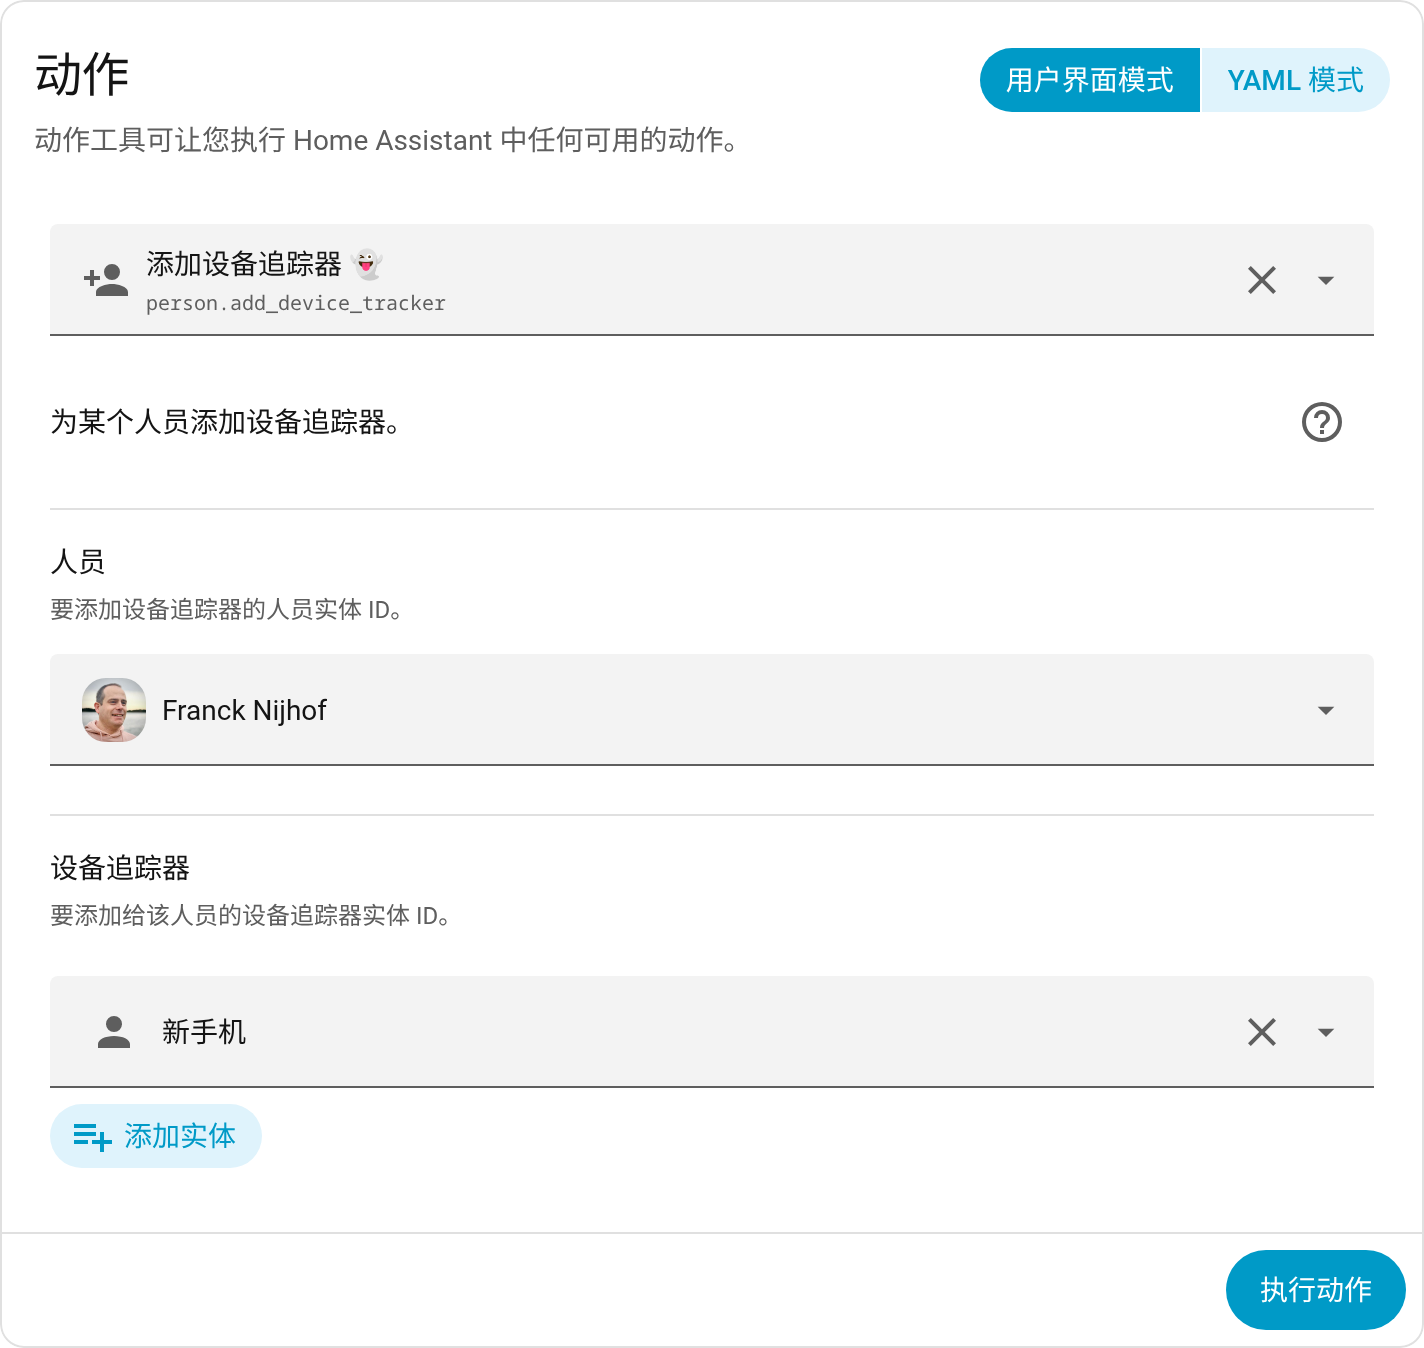 动作
用户界面模式
YAML 模式
动作工具可让您执行 Home Assistant 中任何可用的动作。
添加设备追踪器 👻
person.add_device_tracker
为某个人员添加设备追踪器。
人员
要添加设备追踪器的人员实体 ID。
Franck Nijhof
设备追踪器
要添加给该人员的设备追踪器实体 ID。
新手机
添加实体
执行动作